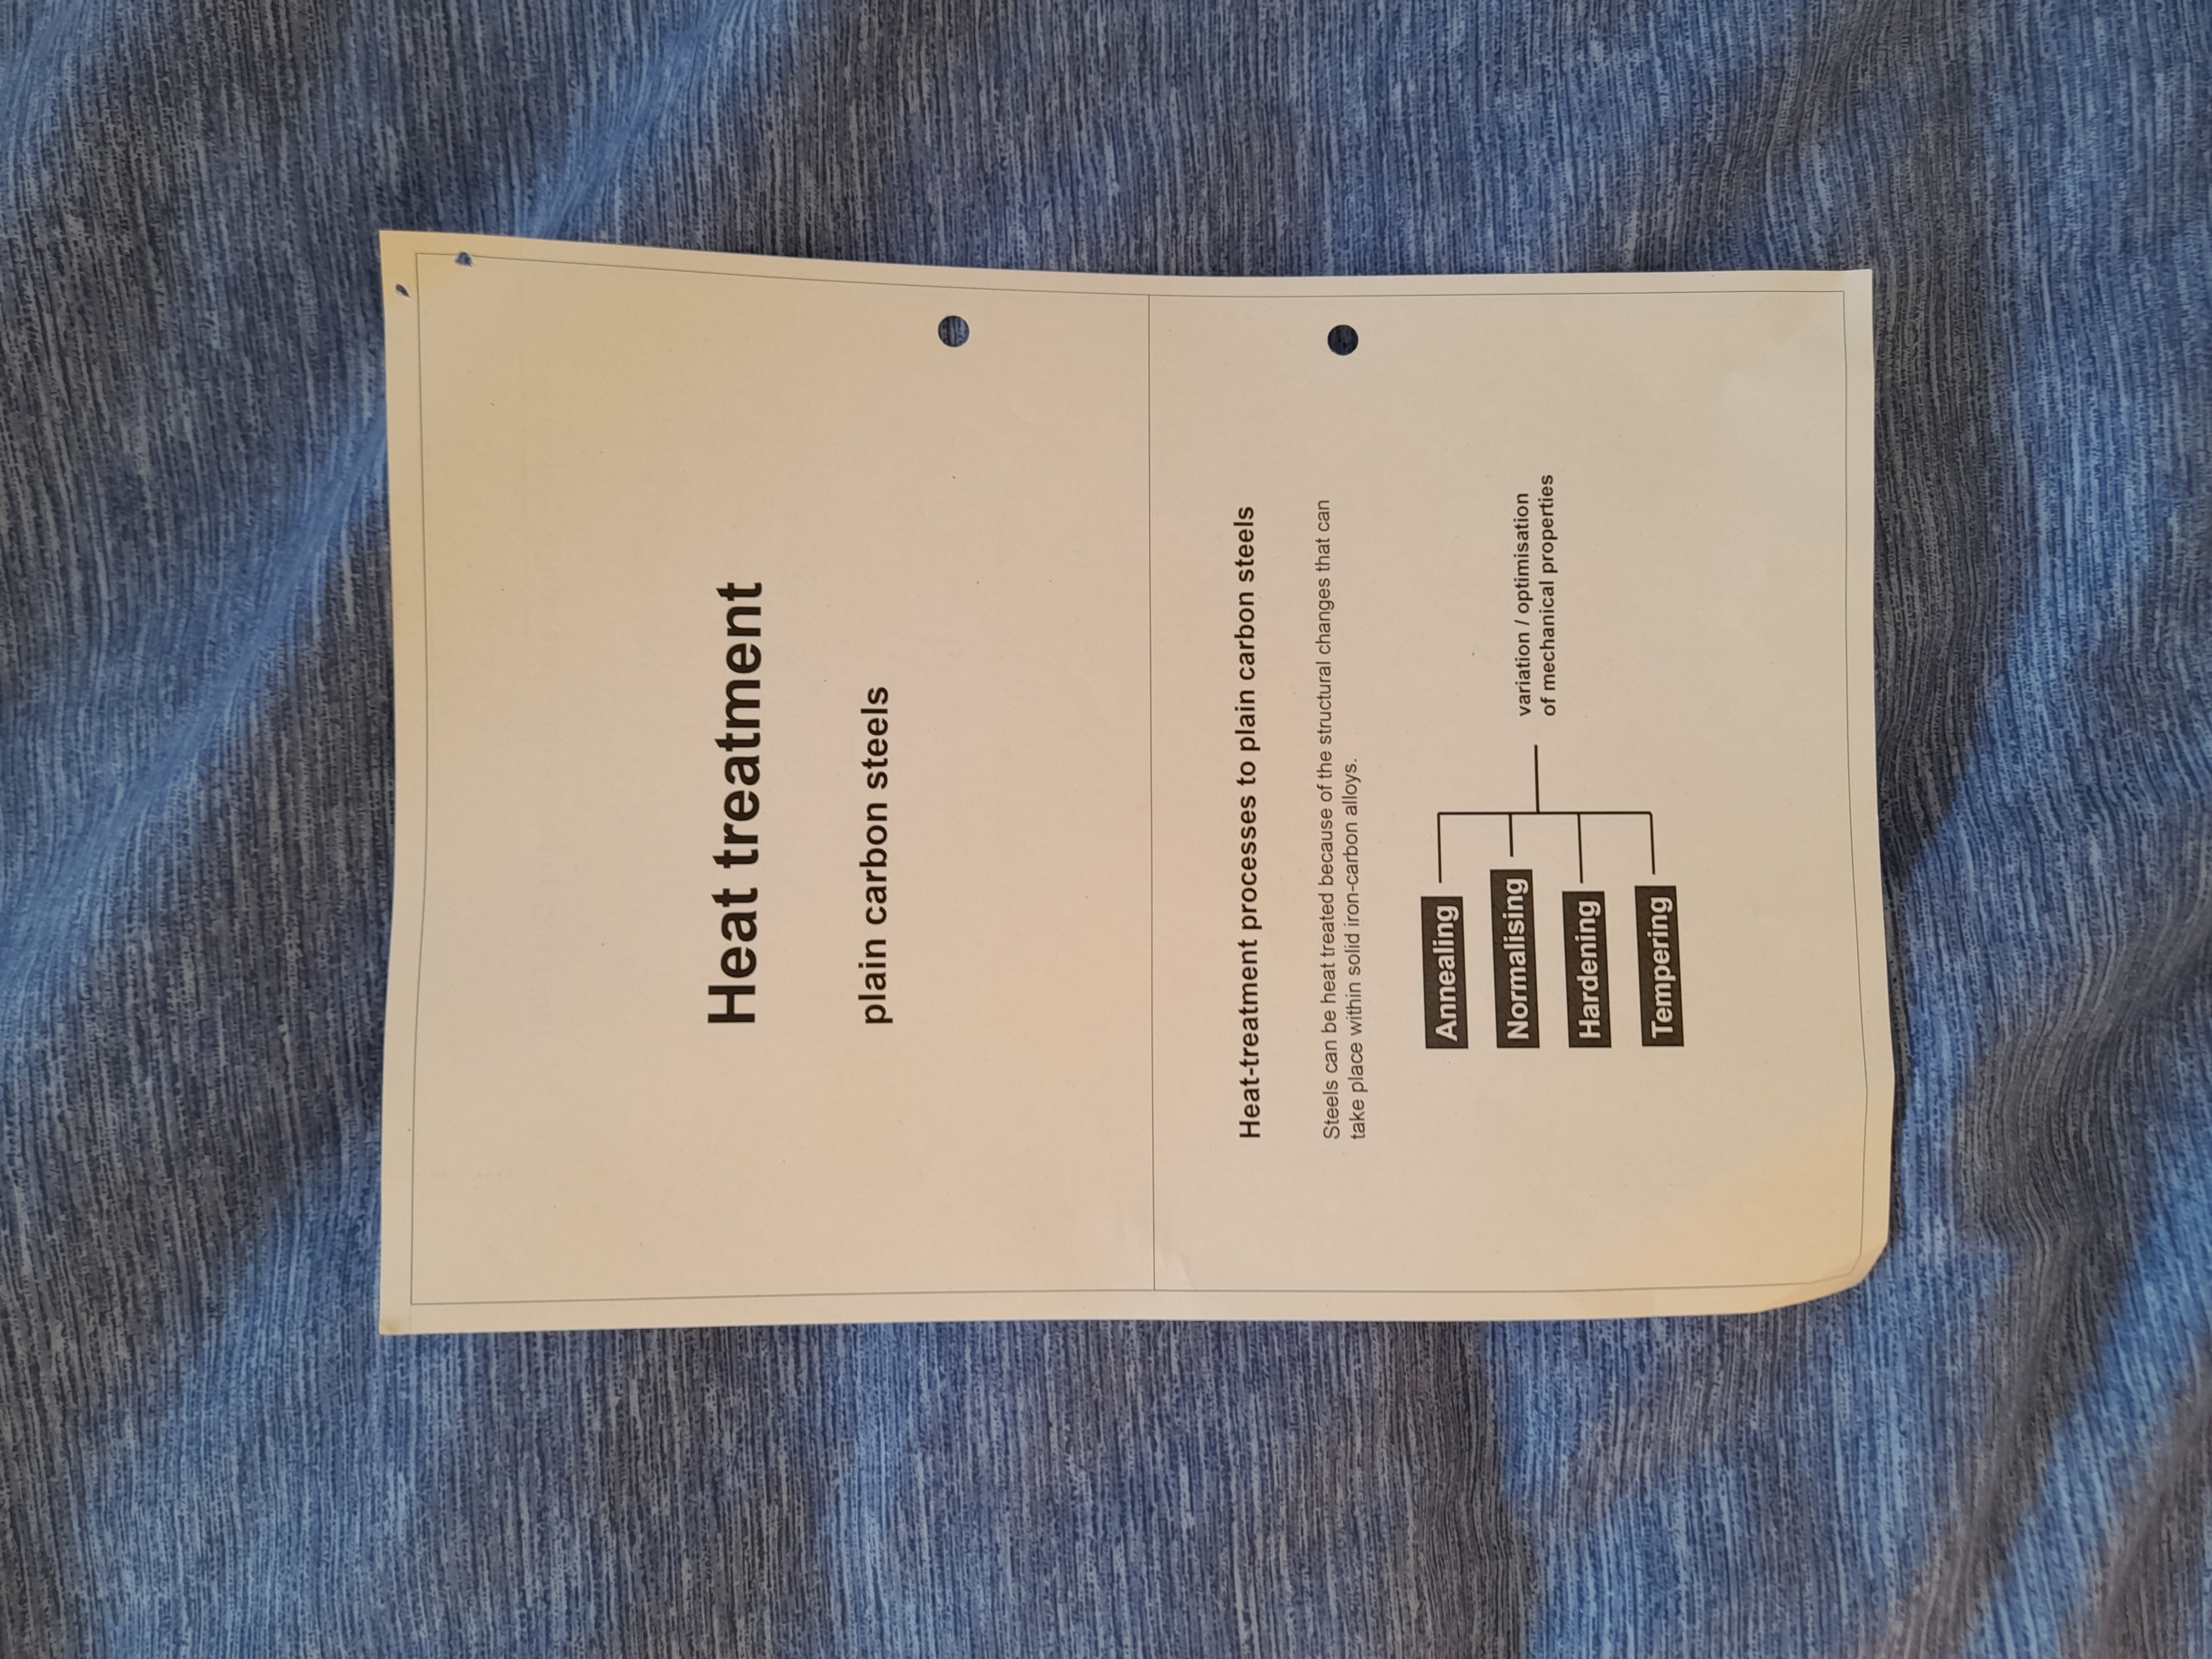 Heat treatment
plain carbon steels
Heat-treatment processes to plain carbon steels
Steels can be heat treated because of the structural changes that can
take place within solid iron-carbon alloys.
Annealing
Normalising
Hardening
Tempering
variation / optimisation
of mechanical properties